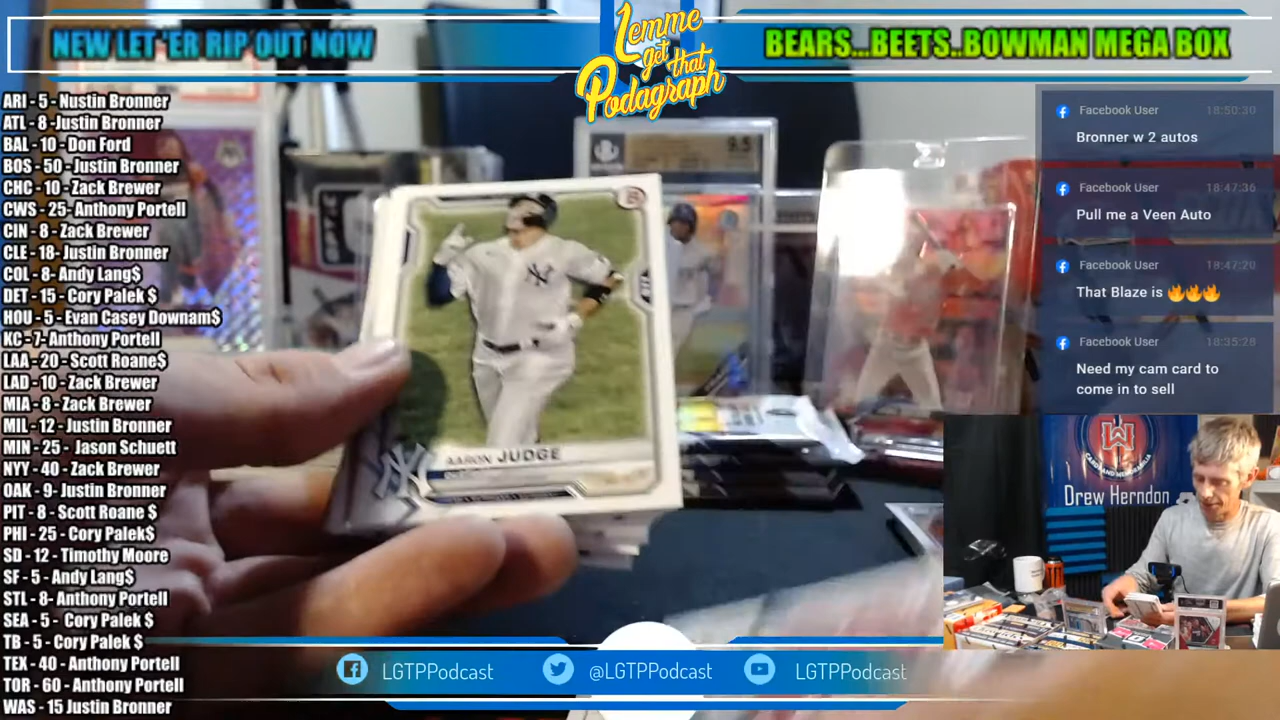 NEW LET 'ER RIP OUT NOW
Lemme
get that
Podagraph
BEARS...BEETS..BOWMAN MEGA BOX
ARI - 5 - Nustin Bronner
ATL - 8 -Justin Bronner
BAL - 10 - Don Ford
BOS - 50 - Justin Bronner
CHC - 10 - Zack Brewer
CWS - 25- Anthony Portell
CIN - 8 - Zack Brewer
CLE - 18- Justin Bronner
COL - 8- Andy Lang$
DET - 15 - Cory Palek $
HOU - 5 - Evan Casey Downam$
KC - 7- Anthony Portell
LAA - 20 - Scott Roane$
LAD - 10 - Zack Brewer
MIA - 8 - Zack Brewer
MIL - 12 - Justin Bronner
MIN - 25 - Jason Schuett
NYY - 40 - Zack Brewer
OAK - 9- Justin Bronner
PIT - 8 - Scott Roane $
PHI - 25 - Cory Palek$
SD - 12 - Timothy Moore
SF - 5 - Andy Lang$
STL - 8- Anthony Portell
SEA - 5 - Cory Palek $
TB - 5 - Cory Palek $
TEX - 40 - Anthony Portell
TOR - 60 - Anthony Portell
WAS - 15 Justin Bronner
9.5
B
NY
AARON JUDGE
NY
Facebook User 18:50:30
Bronner w 2 autos
Facebook User 18:47:36
Pull me a Veen Auto
Facebook User 18:47:20
That Blaze is 🔥🔥🔥
Facebook User 18:35:28
Need my cam card to
come in to sell
Drew Herndon
LGTPPodcast
@LGTPPodcast
LGTPPodcast